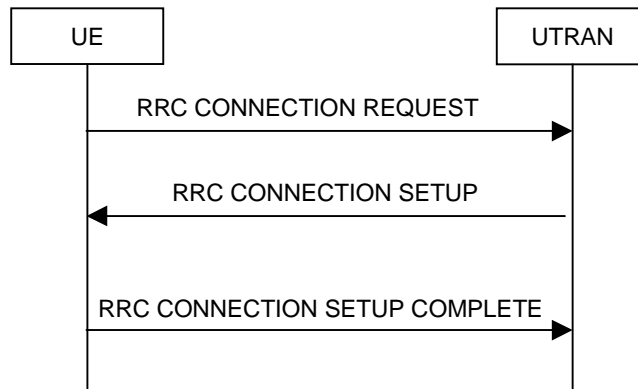 UE
UTRAN
RRC CONNECTION REQUEST
RRC CONNECTION SETUP
RRC CONNECTION SETUP COMPLETE